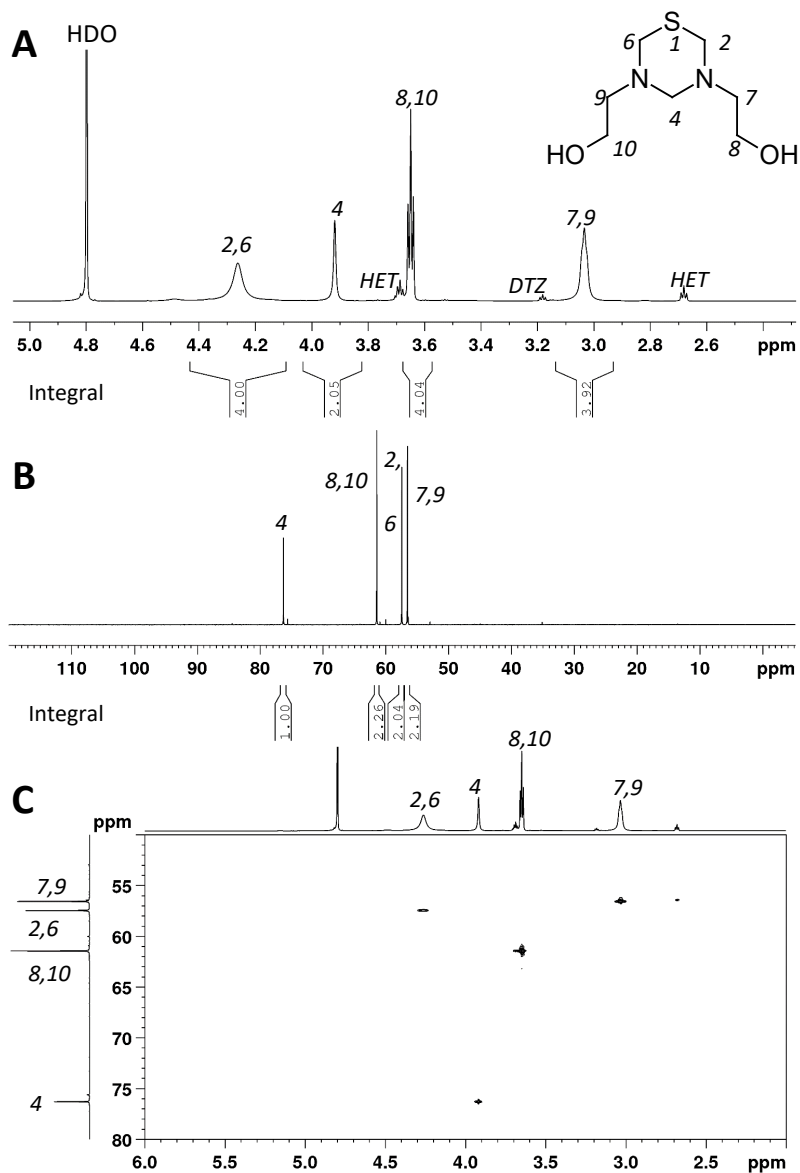 A
HDO
S
6 1 2
N N
9 4 7
HO 10 8 OH
8,10
2,6
4
HET
DTZ
7,9
HET
5.0 4.8 4.6 4.4 4.2 4.0 3.8 3.6 3.4 3.2 3.0 2.8 2.6 ppm
Integral
4.00 2.05 4.04 3.92
B
4
8,10
2,
6
7,9
110 100 90 80 70 60 50 40 30 20 10 ppm
Integral
1.00 2.26 2.04 2.19
C
2,6
4
8,10
7,9
ppm
7,9
2,6
8,10
4
55
60
65
70
75
80
6.0 5.5 5.0 4.5 4.0 3.5 3.0 2.5 ppm